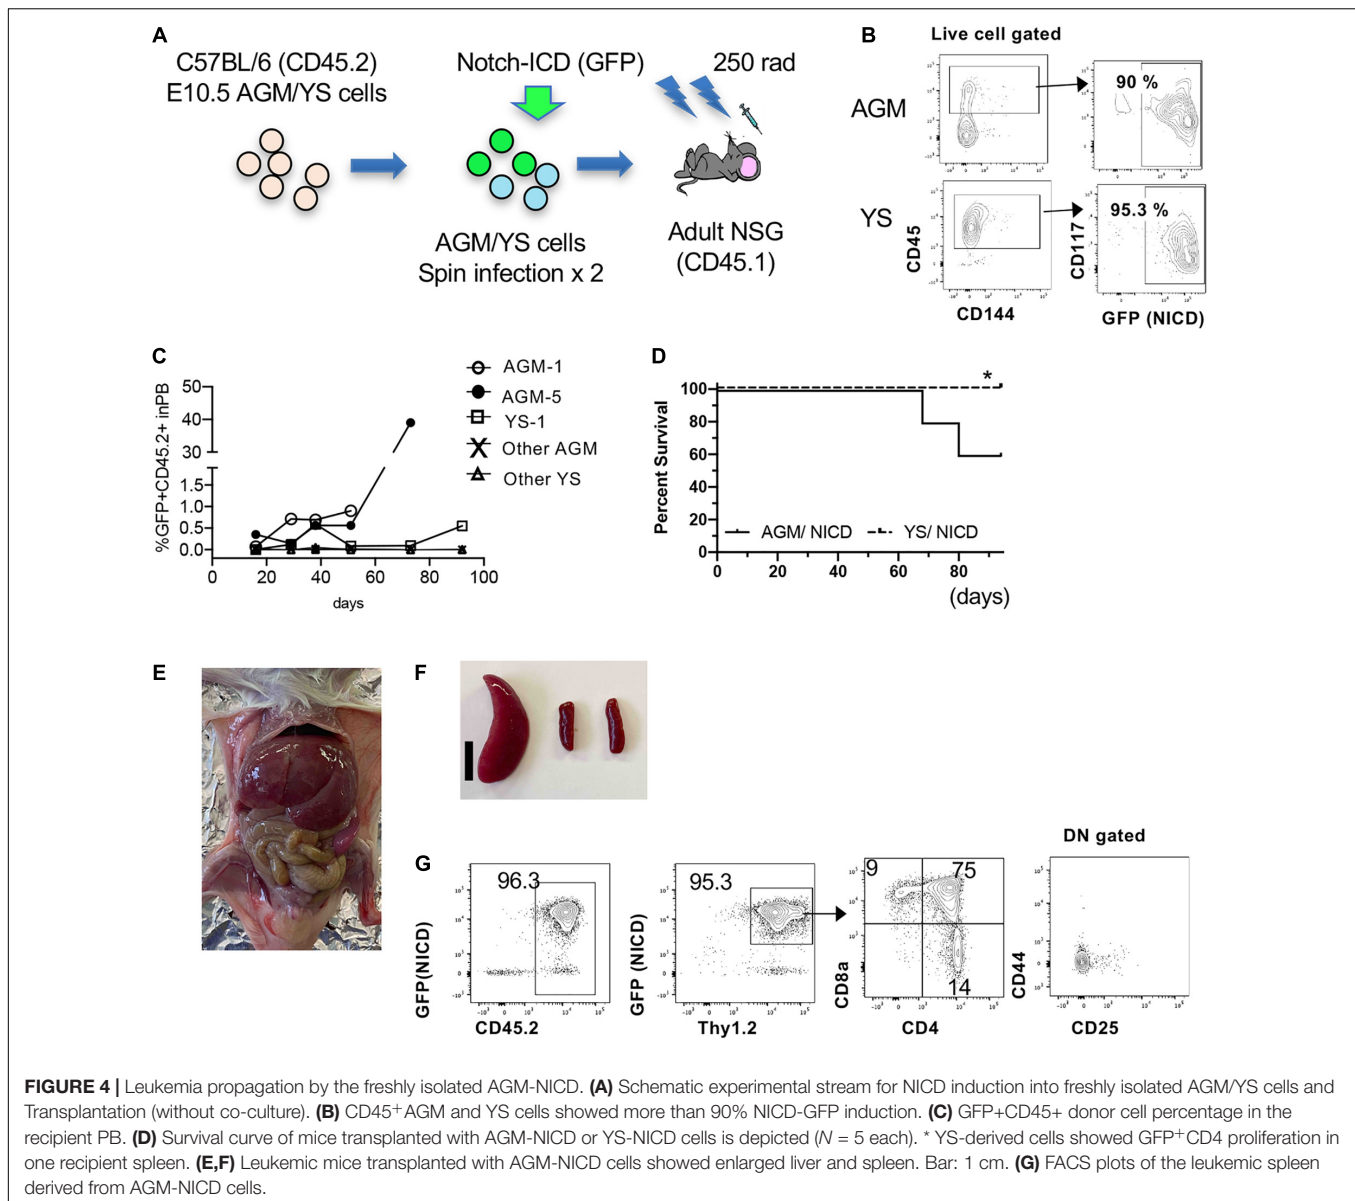 A
C57BL/6 (CD45.2)
E10.5 AGM/YS cells
Notch-ICD (GFP)
250 rad
AGM/YS cells
Spin infection x 2
Adult NSG
(CD45.1)
B
Live cell gated
AGM
90 %
YS
95.3 %
CD45
CD117
CD144
GFP (NICD)
C
%GFP+CD45.2+ inPB
50
40
30
1.5
1.0
0.5
0.0
0 20 40 60 80 100
days
AGM-1
AGM-5
YS-1
Other AGM
Other YS
D
Percent Survival
100
80
60
40
20
0
AGM/ NICD YS/ NICD
*
0 20 40 60 80
(days)
E
F
G
DN gated
96.3
95.3
9 75
14
GFP(NICD)
GFP (NICD)
CD8a
CD44
CD45.2
Thy1.2
CD4
CD25
FIGURE 4 | Leukemia propagation by the freshly isolated AGM-NICD. (A) Schematic experimental stream for NICD induction into freshly isolated AGM/YS cells and
Transplantation (without co-culture). (B) CD45+AGM and YS cells showed more than 90% NICD-GFP induction. (C) GFP+CD45+ donor cell percentage in the
recipient PB. (D) Survival curve of mice transplanted with AGM-NICD or YS-NICD cells is depicted (N = 5 each). * YS-derived cells showed GFP+CD4 proliferation in
one recipient spleen. (E,F) Leukemic mice transplanted with AGM-NICD cells showed enlarged liver and spleen. Bar: 1 cm. (G) FACS plots of the leukemic spleen
derived from AGM-NICD cells.